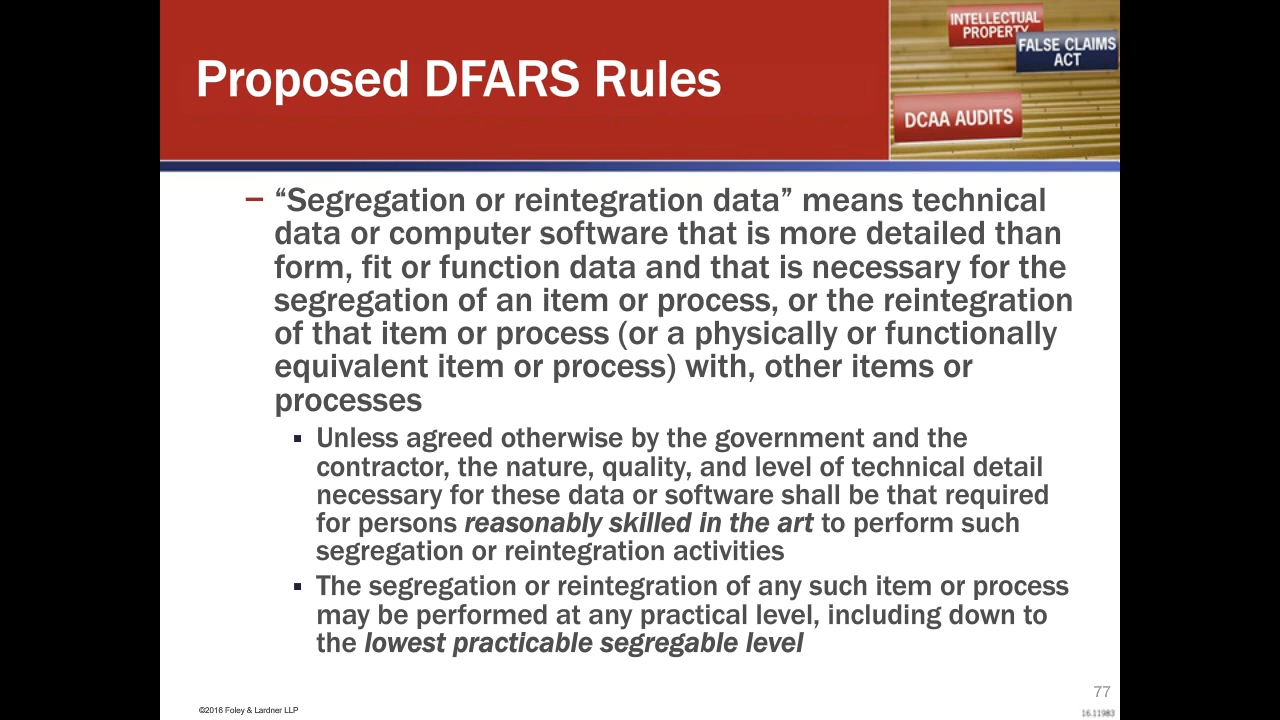 Proposed DFARS Rules
INTELLECTUAL
PROPERTY
FALSE CLAIMS
ACT
DCAA AUDITS
– “Segregation or reintegration data” means technical
data or computer software that is more detailed than
form, fit or function data and that is necessary for the
segregation of an item or process, or the reintegration
of that item or process (or a physically or functionally
equivalent item or process) with, other items or
processes
▪ Unless agreed otherwise by the government and the
contractor, the nature, quality, and level of technical detail
necessary for these data or software shall be that required
for persons reasonably skilled in the art to perform such
segregation or reintegration activities
▪ The segregation or reintegration of any such item or process
may be performed at any practical level, including down to
the lowest practicable segregable level
77
©2016 Foley & Lardner LLP
16.11983